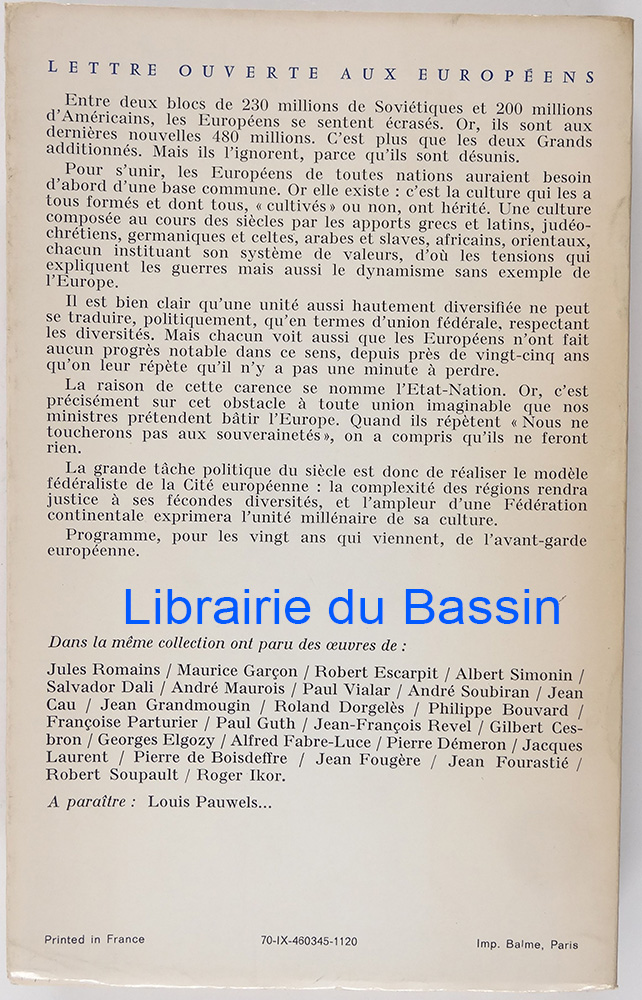 LETTRE OUVERTE AUX EUROPÉENS
Entre deux blocs de 230 millions de Soviétiques et 200 millions
d'Américains, les Européens se sentent écrasés. Or, ils sont aux
dernières nouvelles 480 millions. C'est plus que les deux Grands
additionnés. Mais ils l'ignorent, parce qu'ils sont désunis.
Pour s'unir, les Européens de toutes nations auraient besoin
d'abord d'une base commune. Or elle existe : c'est la culture qui les a
tous formés et dont tous, « cultivés » ou non, ont hérité. Une culture
composée au cours des siècles par les apports grecs et latins, judéo-
chrétiens, germaniques et celtes, arabes et slaves, africains, orientaux,
chacun instituant son système de valeurs, d'où les tensions qui
expliquent les guerres mais aussi le dynamisme sans exemple de
l'Europe.
Il est bien clair qu'une unité aussi hautement diversifiée ne peut
se traduire, politiquement, qu'en termes d'union fédérale, respectant
les diversités. Mais chacun voit aussi que les Européens n'ont fait
aucun progrès notable dans ce sens, depuis près de vingt-cinq ans
qu'on leur répète qu'il n'y a pas une minute à perdre.
La raison de cette carence se nomme l'Etat-Nation. Or, c'est
précisément sur cet obstacle à toute union imaginable que nos
ministres prétendent bâtir l'Europe. Quand ils répètent « Nous ne
toucherons pas aux souverainetés », on a compris qu'ils ne feront
rien.
La grande tâche politique du siècle est donc de réaliser le modèle
fédéraliste de la Cité européenne : la complexité des régions rendra
justice à ses fécondes diversités, et l'ampleur d'une Fédération
continentale exprimera l'unité millénaire de sa culture.
Programme, pour les vingt ans qui viennent, de l'avant-garde
européenne.
Librairie du Bassin
Dans la même collection ont paru des œuvres de :
Jules Romains / Maurice Garçon / Robert Escarpit / Albert Simonin /
Salvador Dali / André Maurois / Paul Vialar / André Soubiran / Jean
Cau / Jean Grandmougin / Roland Dorgelès / Philippe Bouvard /
Françoise Parturier / Paul Guth / Jean-François Revel / Gilbert Ces-
bron / Georges Elgozy / Alfred Fabre-Luce / Pierre Démeron / Jacques
Laurent / Pierre de Boisdeffre / Jean Fougère / Jean Fourastié /
Robert Soupault / Roger Ikor.
A paraître : Louis Pauwels...
Printed in France
70-IX-460345-1120
Imp. Balme, Paris